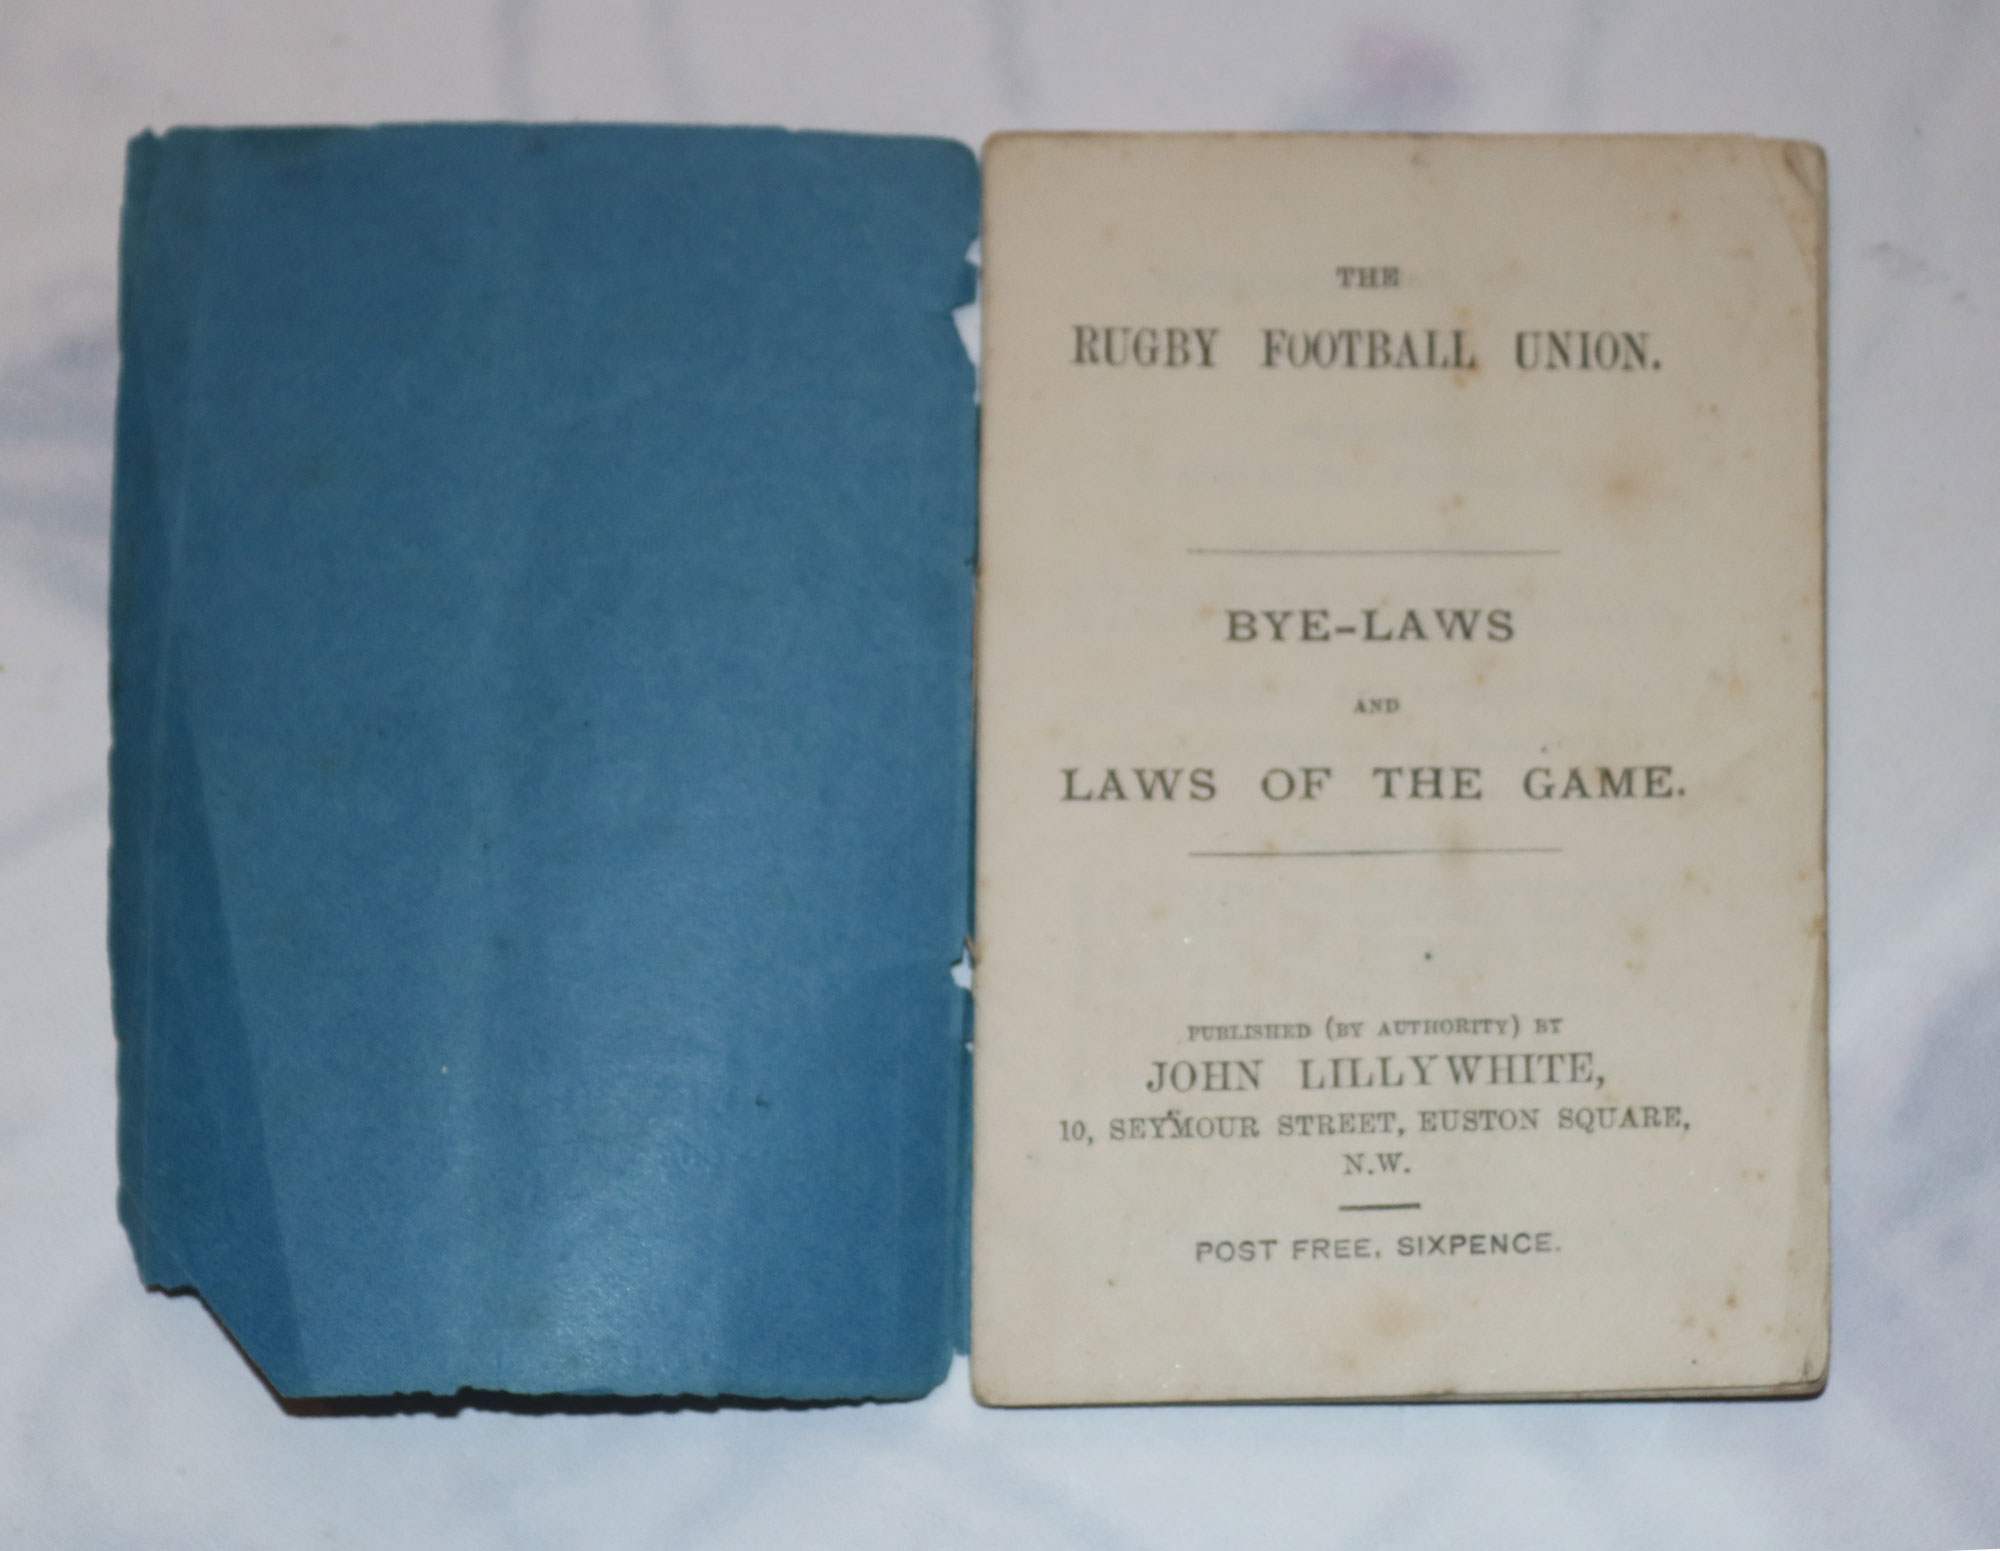 THE
RUGBY FOOTBALL UNION.
BYE-LAWS
AND
LAWS OF THE GAME.
PUBLISHED (BY AUTHORITY) BY
JOHN LILLYWHITE,
10, SEYMOUR STREET, EUSTON SQUARE,
N.W.
POST FREE, SIXPENCE.